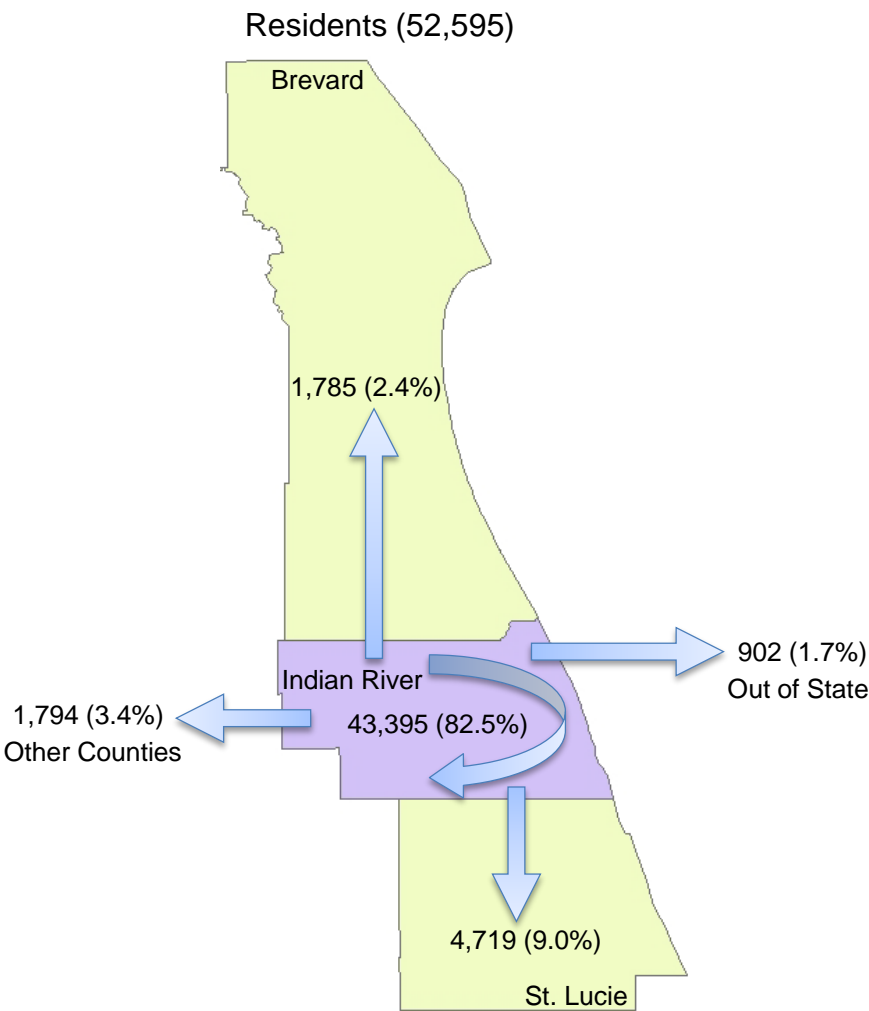 Residents (52,595)
Brevard
1,785 (2.4%)
902 (1.7%)
Out of State
Indian River
1,794 (3.4%)
Other Counties
43,395 (82.5%)
4,719 (9.0%)
St. Lucie